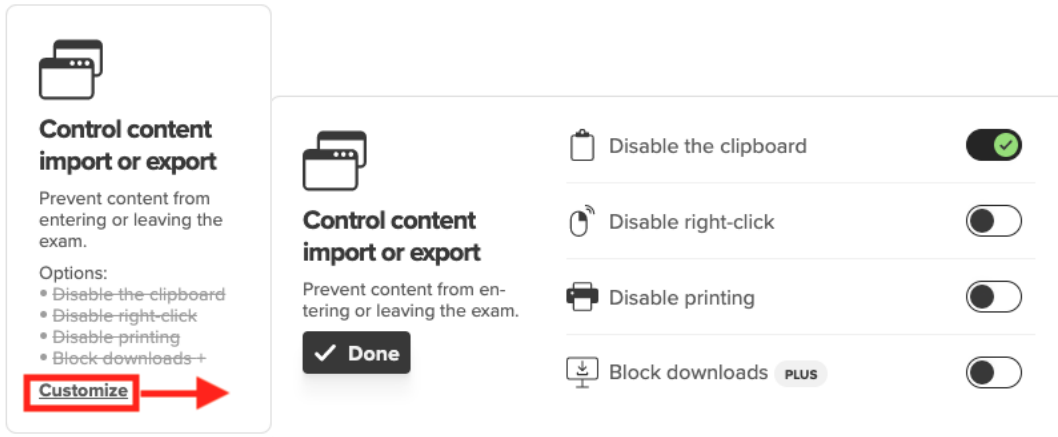 Control content
import or export
Prevent content from
entering or leaving the
exam.
Options:
• Disable the clipboard
• Disable right-click
• Disable printing
• Block downloads +
Customize
Control content
import or export
Prevent content from en-
tering or leaving the exam.
Done
Disable the clipboard
Disable right-click
Disable printing
Block downloads PLUS